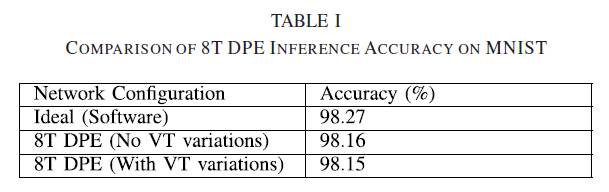 TABLE I
COMPARISON OF 8T DPE INFERENCE ACCURACY ON MNIST
Network Configuration Accuracy (%)
Ideal (Software) 98.27
8T DPE (No VT variations) 98.16
8T DPE (With VT variations) 98.15